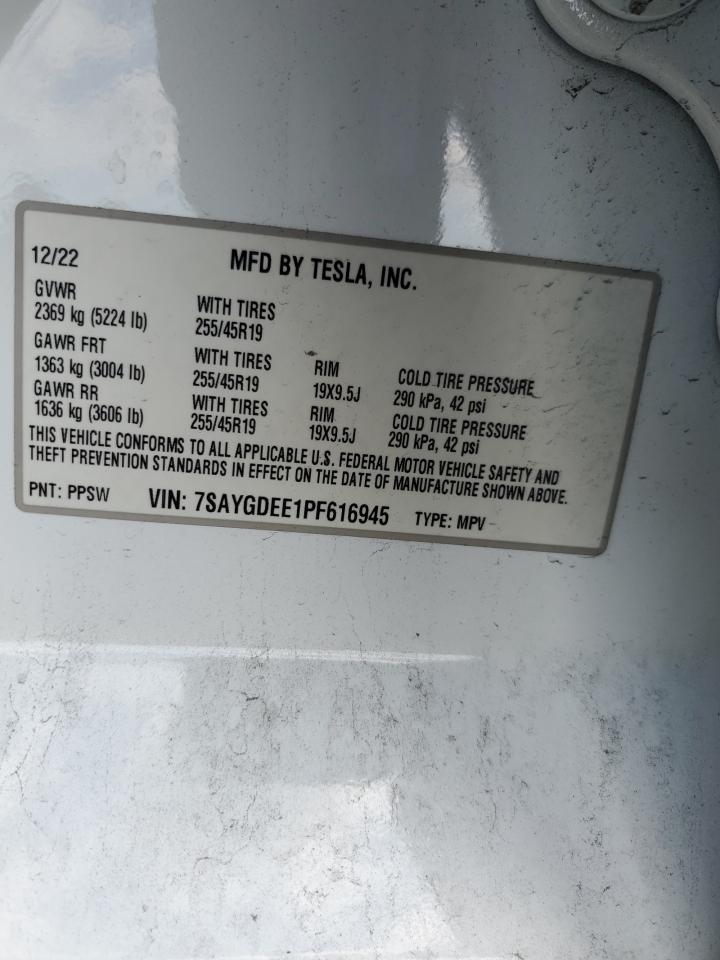 12/22 MFD BY TESLA, INC.
GVWR WITH TIRES
2369 kg (5224 lb) 255/45R19
GAWR FRT WITH TIRES RIM COLD TIRE PRESSURE
1363 kg (3004 lb) 255/45R19 19X9.5J 290 kPa, 42 psi
GAWR RR WITH TIRES RIM COLD TIRE PRESSURE
1636 kg (3606 lb) 255/45R19 19X9.5J 290 kPa, 42 psi
THIS VEHICLE CONFORMS TO ALL APPLICABLE U.S. FEDERAL MOTOR VEHICLE SAFETY AND
THEFT PREVENTION STANDARDS IN EFFECT ON THE DATE OF MANUFACTURE SHOWN ABOVE.
PNT: PPSW VIN: 7SAYGDEE1PF616945 TYPE: MPV